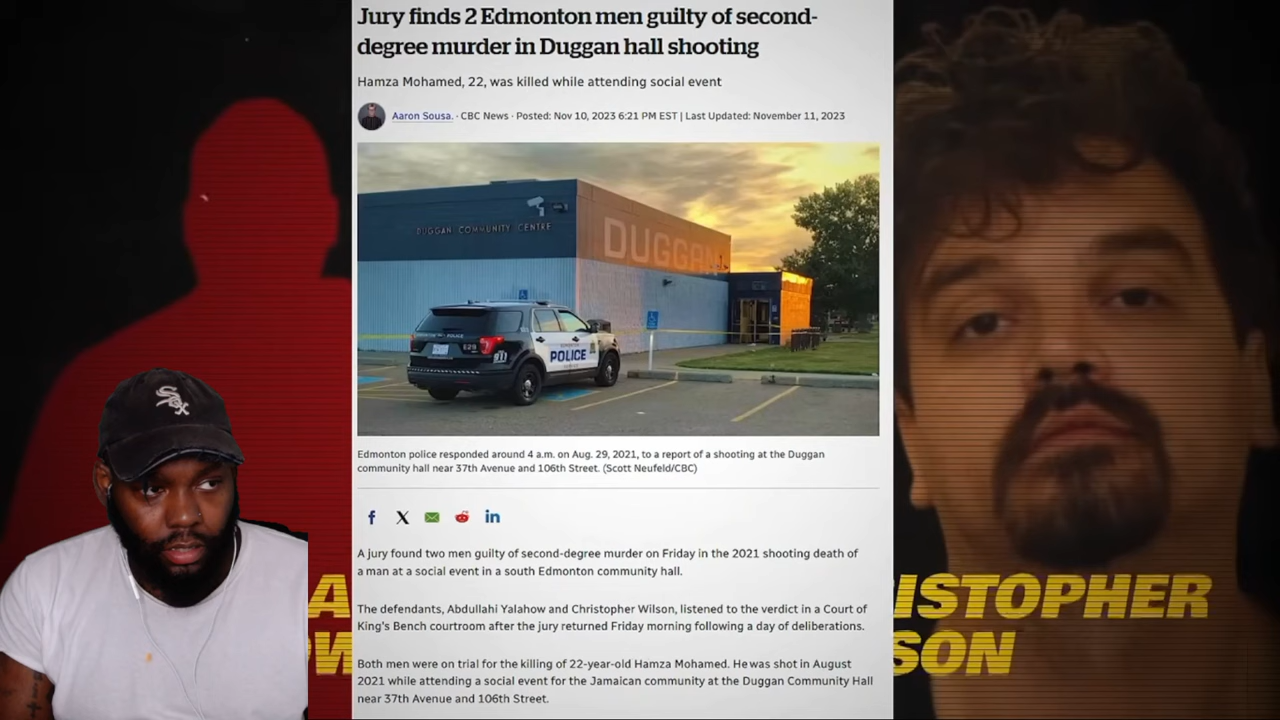 Jury finds 2 Edmonton men guilty of second-
degree murder in Duggan hall shooting
Hamza Mohamed, 22, was killed while attending social event
Aaron Sousa · CBC News · Posted: Nov 10, 2023 6:21 PM EST | Last Updated: November 11, 2023
DUGGAN COMMUNITY CENTRE
DUGGAN
POLICE
E29
911
POLICE
Edmonton police responded around 4 a.m. on Aug. 29, 2021, to a report of a shooting at the Duggan
community hall near 37th Avenue and 106th Street. (Scott Neufeld/CBC)
A jury found two men guilty of second-degree murder on Friday in the 2021 shooting death of
a man at a social event in a south Edmonton community hall.
The defendants, Abdullahi Yalahow and Christopher Wilson, listened to the verdict in a Court of
King's Bench courtroom after the jury returned Friday morning following a day of deliberations.
Both men were on trial for the killing of 22-year-old Hamza Mohamed. He was shot in August
2021 while attending a social event for the Jamaican community at the Duggan Community Hall
near 37th Avenue and 106th Street.
Sox
A
W
ISTOPHER
SON